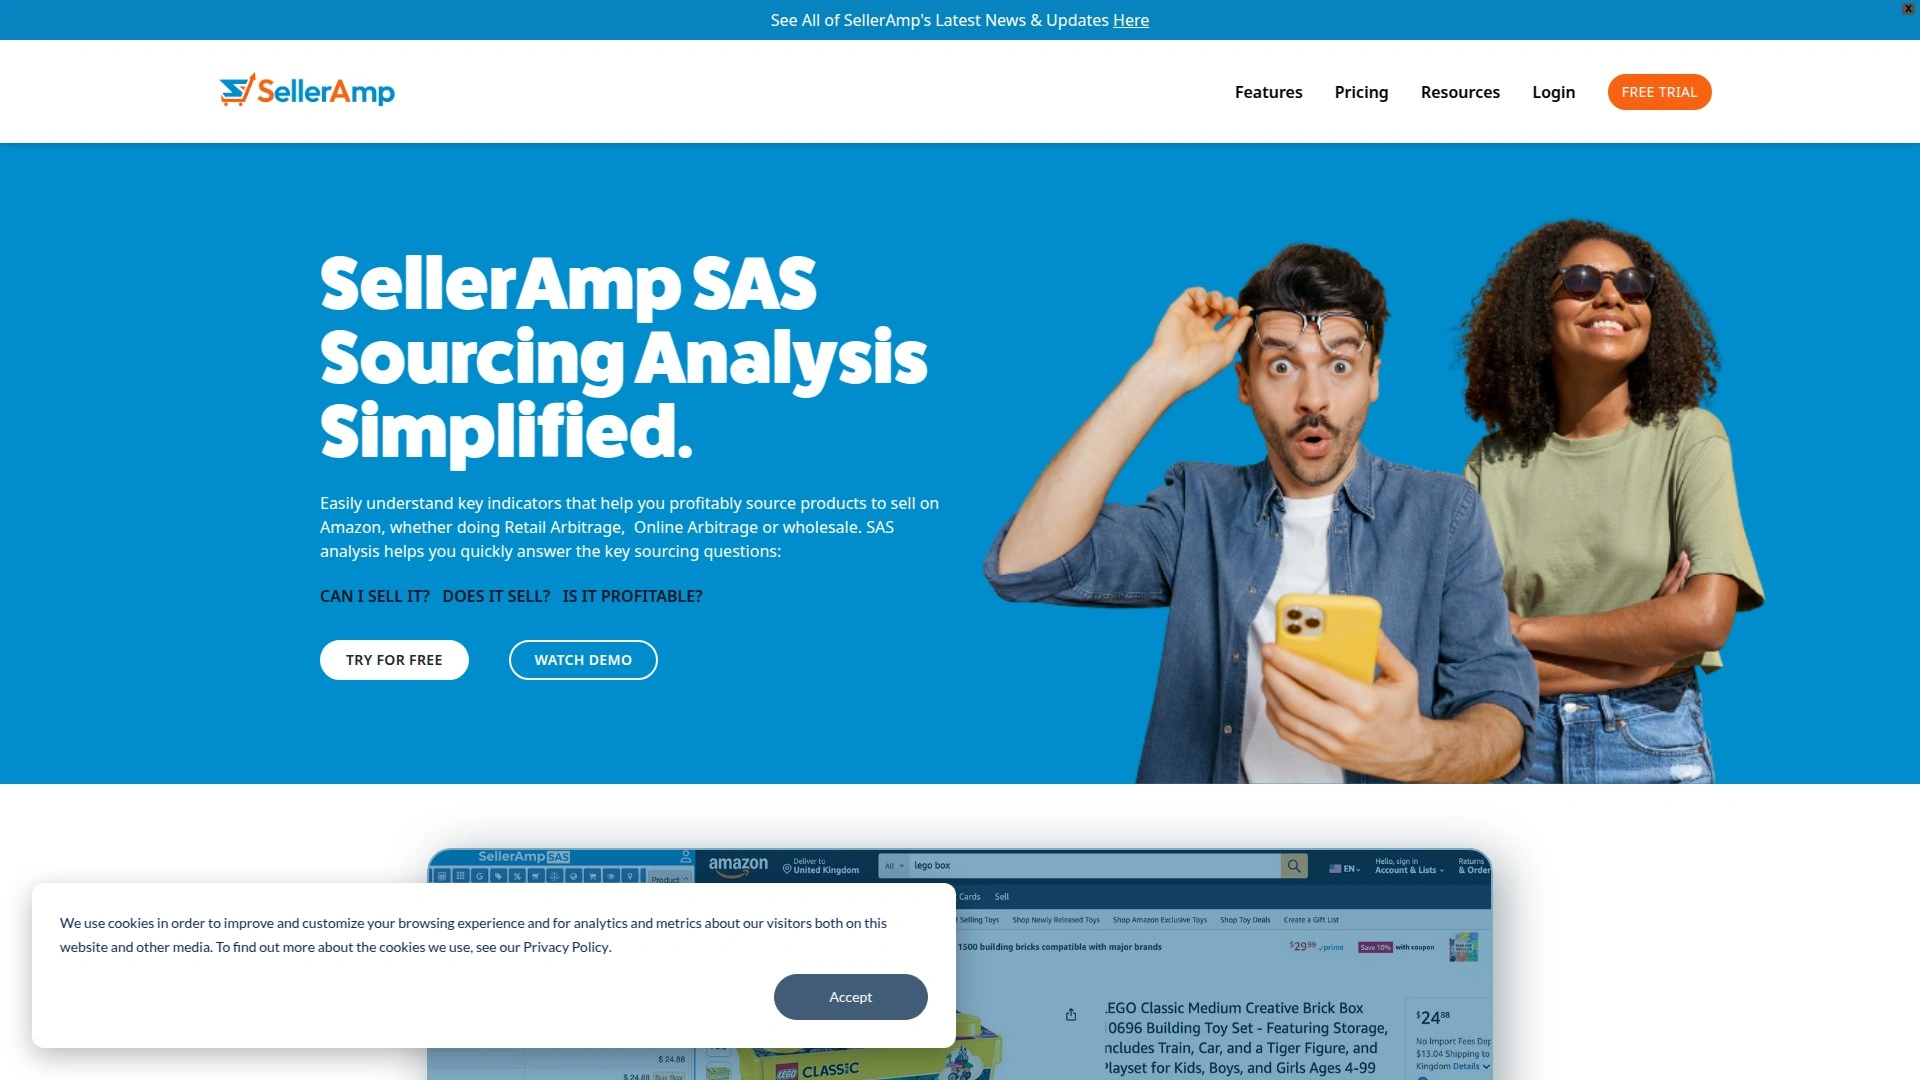 See All of SellerAmp's Latest News & Updates Here
X
SellerAmp
Features
Pricing
Resources
Login
FREE TRIAL
SellerAmp SAS
Sourcing Analysis
Simplified.
Easily understand key indicators that help you profitably source products to sell on
Amazon, whether doing Retail Arbitrage,  Online Arbitrage or wholesale. SAS
analysis helps you quickly answer the key sourcing questions:
CAN I SELL IT?   DOES IT SELL?   IS IT PROFITABLE?
TRY FOR FREE
WATCH DEMO
SellerAmp SAS
Product
amazon
Deliver to
United Kingdom
All
lego box
EN
Hello, sign in
Account & Lists
Returns
& Order
Cards
Sell
Selling Toys
Shop Newly Released Toys
Shop Amazon Exclusive Toys
Shop Toy Deals
Create a Gift List
1500 building bricks compatible with major brands
$29.99 prime
Save 10% with coupon
We use cookies in order to improve and customize your browsing experience and for analytics and metrics about our visitors both on this
website and other media. To find out more about the cookies we use, see our Privacy Policy.
Accept
LEGO Classic Medium Creative Brick Box
10696 Building Toy Set - Featuring Storage,
Includes Train, Car, and a Tiger Figure, and
Playset for Kids, Boys, and Girls Ages 4-99
$24.88
No Import Fees Dep
$13.04 Shipping to
Kingdom Details
$ 24.88
$ 24.88 Buy Box
LEGO CLASSIC